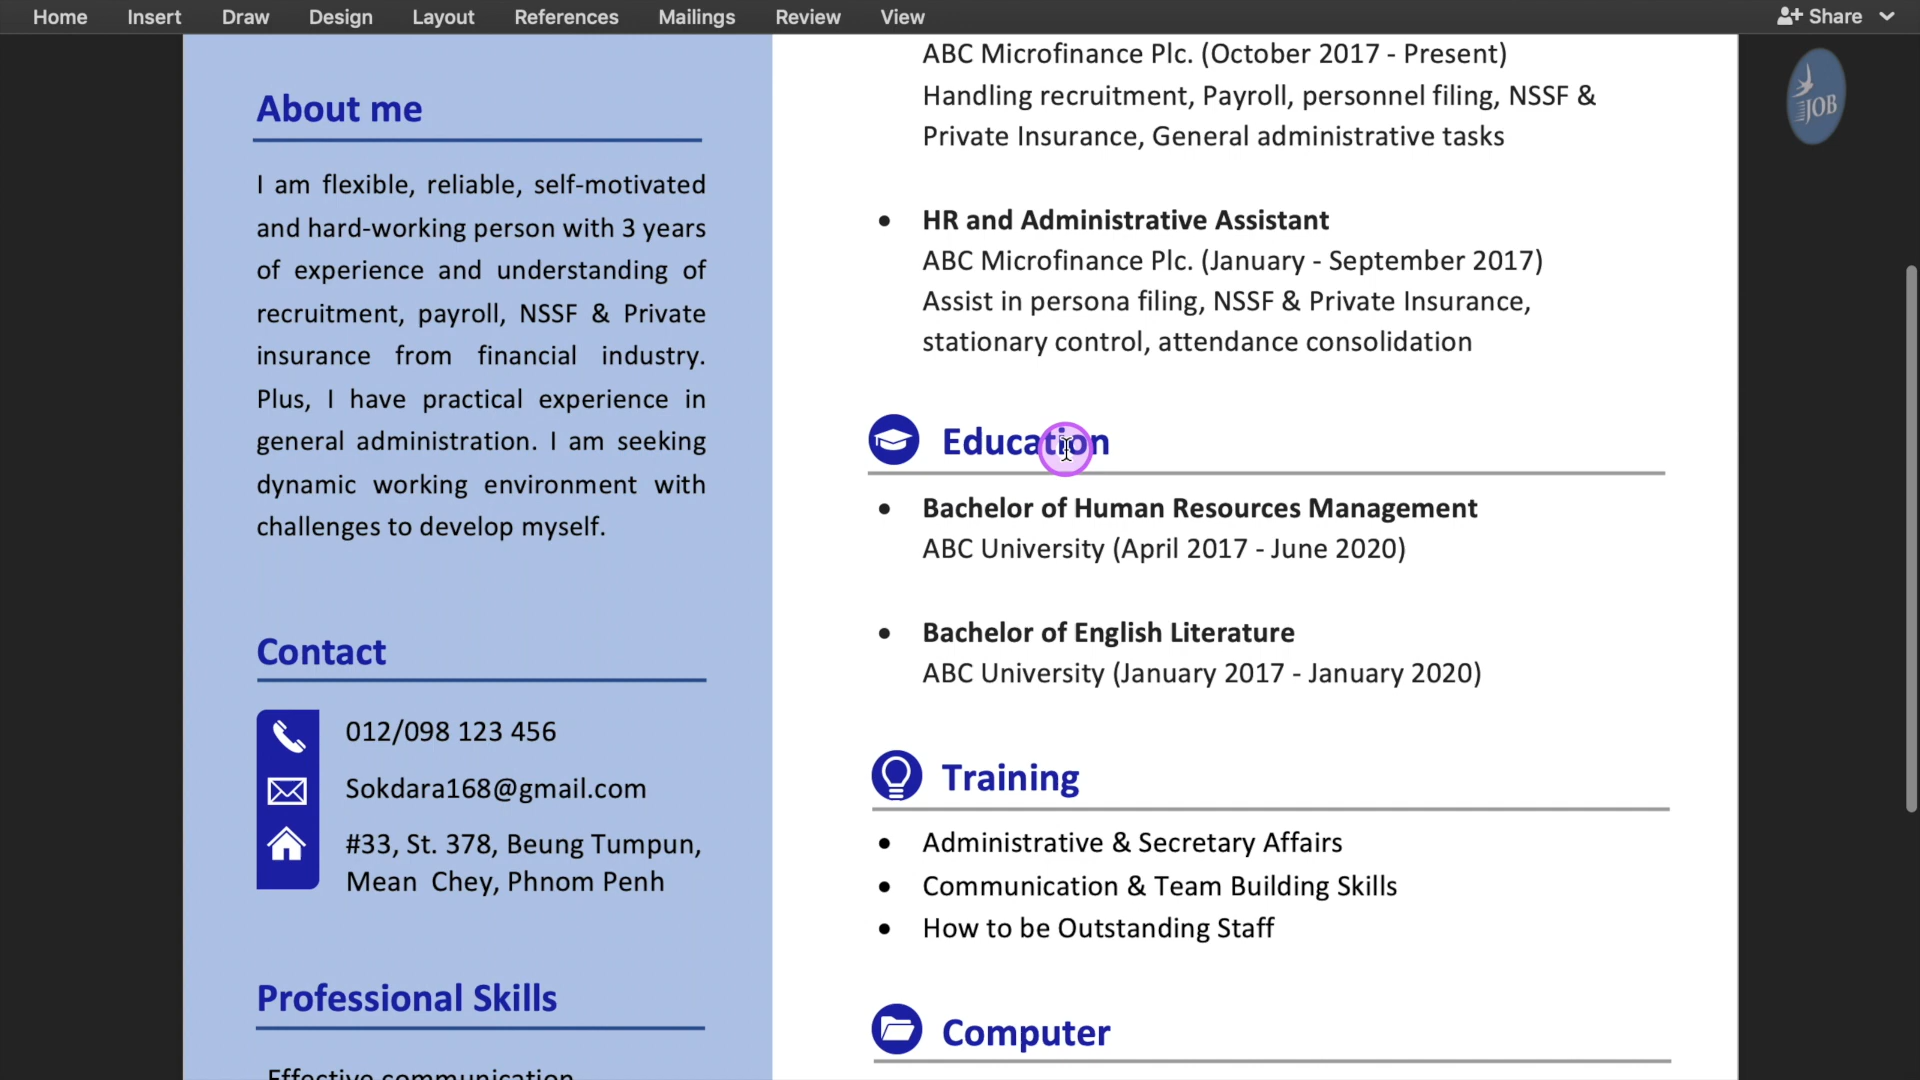 Home Insert Draw Design Layout References Mailings Review View Share
JOB
About me
I am flexible, reliable, self-motivated
and hard-working person with 3 years
of experience and understanding of
recruitment, payroll, NSSF & Private
insurance from financial industry.
Plus, I have practical experience in
general administration. I am seeking
dynamic working environment with
challenges to develop myself.
Contact
012/098 123 456
Sokdara168@gmail.com
#33, St. 378, Beung Tumpun,
Mean Chey, Phnom Penh
Professional Skills
Effective communication
ABC Microfinance Plc. (October 2017 - Present)
Handling recruitment, Payroll, personnel filing, NSSF &
Private Insurance, General administrative tasks
• HR and Administrative Assistant
ABC Microfinance Plc. (January - September 2017)
Assist in persona filing, NSSF & Private Insurance,
stationary control, attendance consolidation
Education
• Bachelor of Human Resources Management
ABC University (April 2017 - June 2020)
• Bachelor of English Literature
ABC University (January 2017 - January 2020)
Training
• Administrative & Secretary Affairs
• Communication & Team Building Skills
• How to be Outstanding Staff
Computer